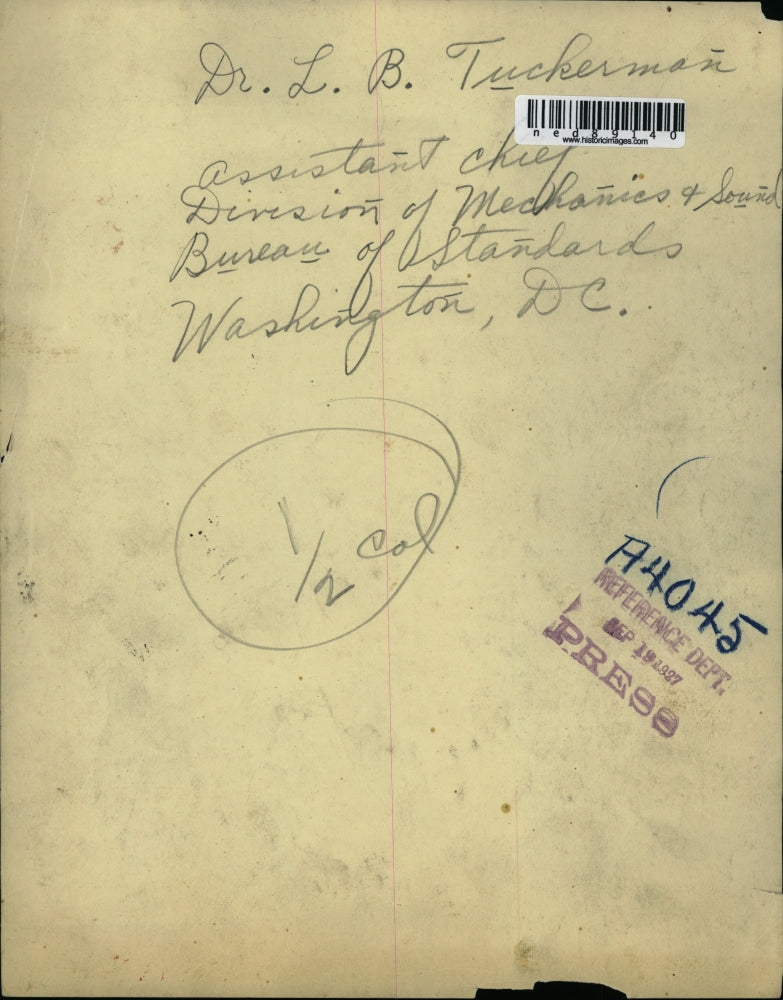 Dr. L. B. Tuckerman
ned89140
www.historicimages.com
assistant chief
Division of Mechanics & Sound
Bureau of Standards
Washington, D.C.
1/2 col
A4045
REFERENCE DEPT.
SEP 19 1937
PRESS